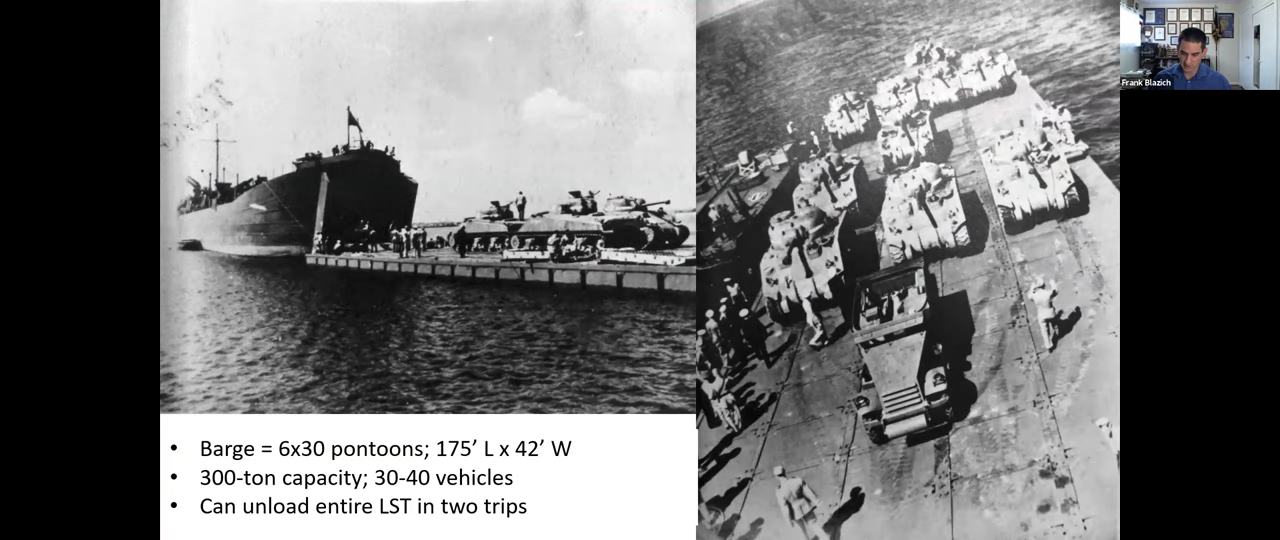 • Barge = 6x30 pontoons; 175’ L x 42’ W
• 300-ton capacity; 30-40 vehicles
• Can unload entire LST in two trips
Frank Blazich